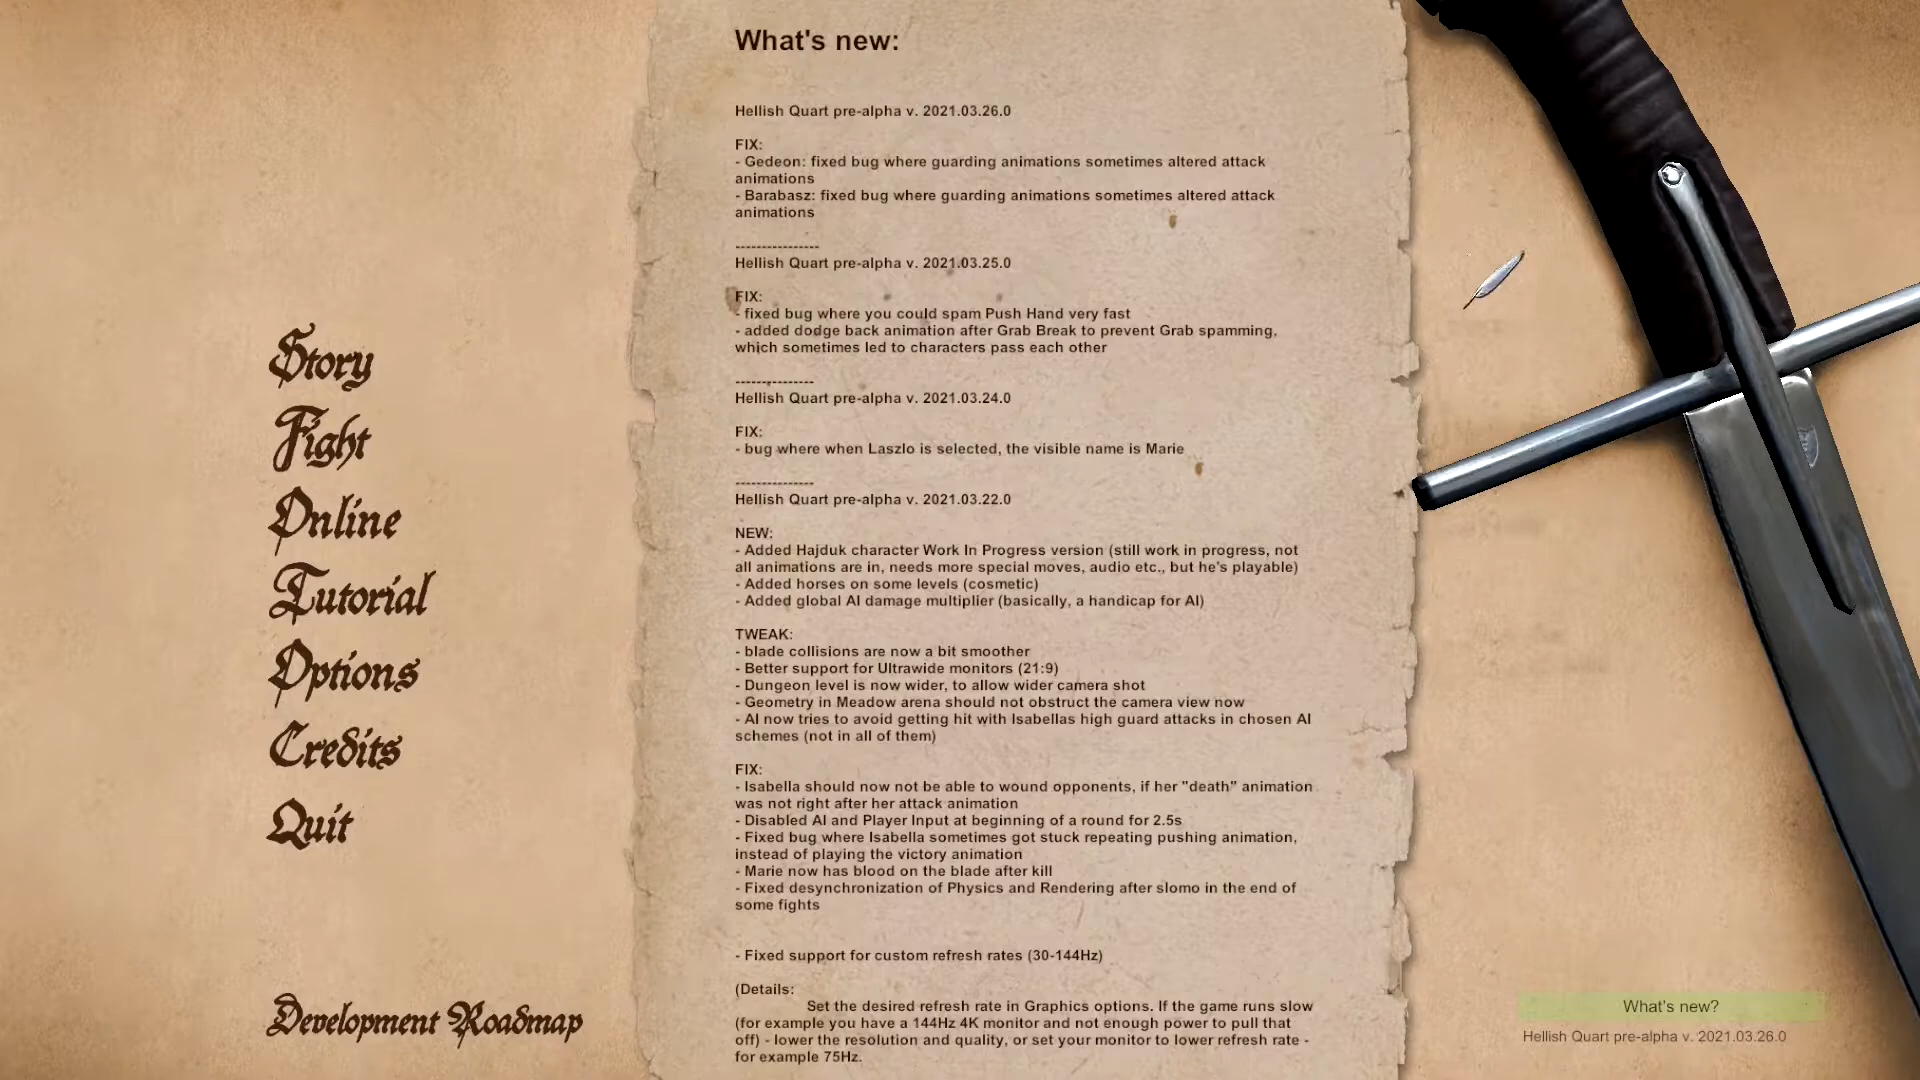 What's new:
Hellish Quart pre-alpha v. 2021.03.26.0
FIX:
- Gedeon: fixed bug where guarding animations sometimes altered attack
animations
- Barabasz: fixed bug where guarding animations sometimes altered attack
animations
----------------
Hellish Quart pre-alpha v. 2021.03.25.0
FIX:
- fixed bug where you could spam Push Hand very fast
- added dodge back animation after Grab Break to prevent Grab spamming,
which sometimes led to characters pass each other
---------------
Hellish Quart pre-alpha v. 2021.03.24.0
FIX:
- bug where when Laszlo is selected, the visible name is Marie
---------------
Hellish Quart pre-alpha v. 2021.03.22.0
NEW:
- Added Hajduk character Work In Progress version (still work in progress, not
all animations are in, needs more special moves, audio etc., but he's playable)
- Added horses on some levels (cosmetic)
- Added global AI damage multiplier (basically, a handicap for AI)
TWEAK:
- blade collisions are now a bit smoother
- Better support for Ultrawide monitors (21:9)
- Dungeon level is now wider, to allow wider camera shot
- Geometry in Meadow arena should not obstruct the camera view now
- AI now tries to avoid getting hit with Isabellas high guard attacks in chosen AI
schemes (not in all of them)
FIX:
- Isabella should now not be able to wound opponents, if her "death" animation
was not right after her attack animation
- Disabled AI and Player Input at beginning of a round for 2.5s
- Fixed bug where Isabella sometimes got stuck repeating pushing animation,
instead of playing the victory animation
- Marie now has blood on the blade after kill
- Fixed desynchronization of Physics and Rendering after slomo in the end of
some fights
- Fixed support for custom refresh rates (30-144Hz)
(Details:
Set the desired refresh rate in Graphics options. If the game runs slow
(for example you have a 144Hz 4K monitor and not enough power to pull that
off) - lower the resolution and quality, or set your monitor to lower refresh rate -
for example 75Hz.
Story
Fight
Online
Tutorial
Options
Credits
Quit
Development Roadmap
What's new?
Hellish Quart pre-alpha v. 2021.03.26.0